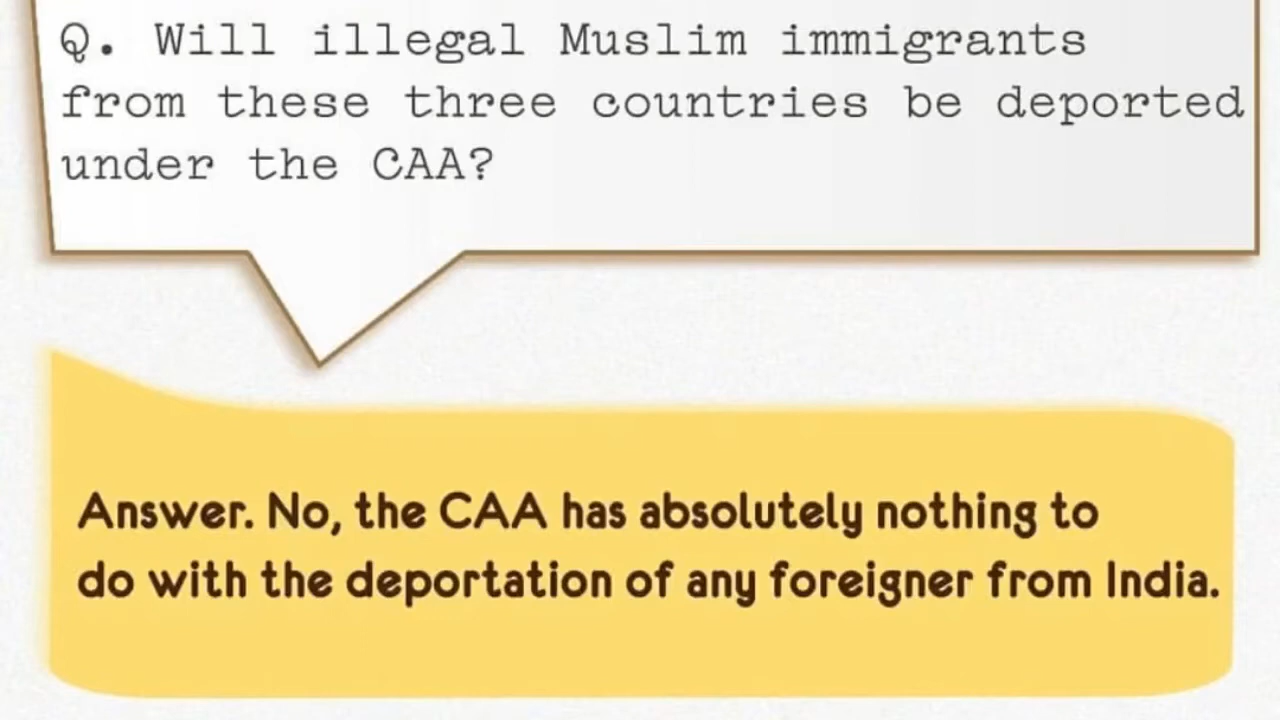 Q. Will illegal Muslim immigrants
from these three countries be deported
under the CAA?
Answer. No, the CAA has absolutely nothing to
do with the deportation of any foreigner from India.